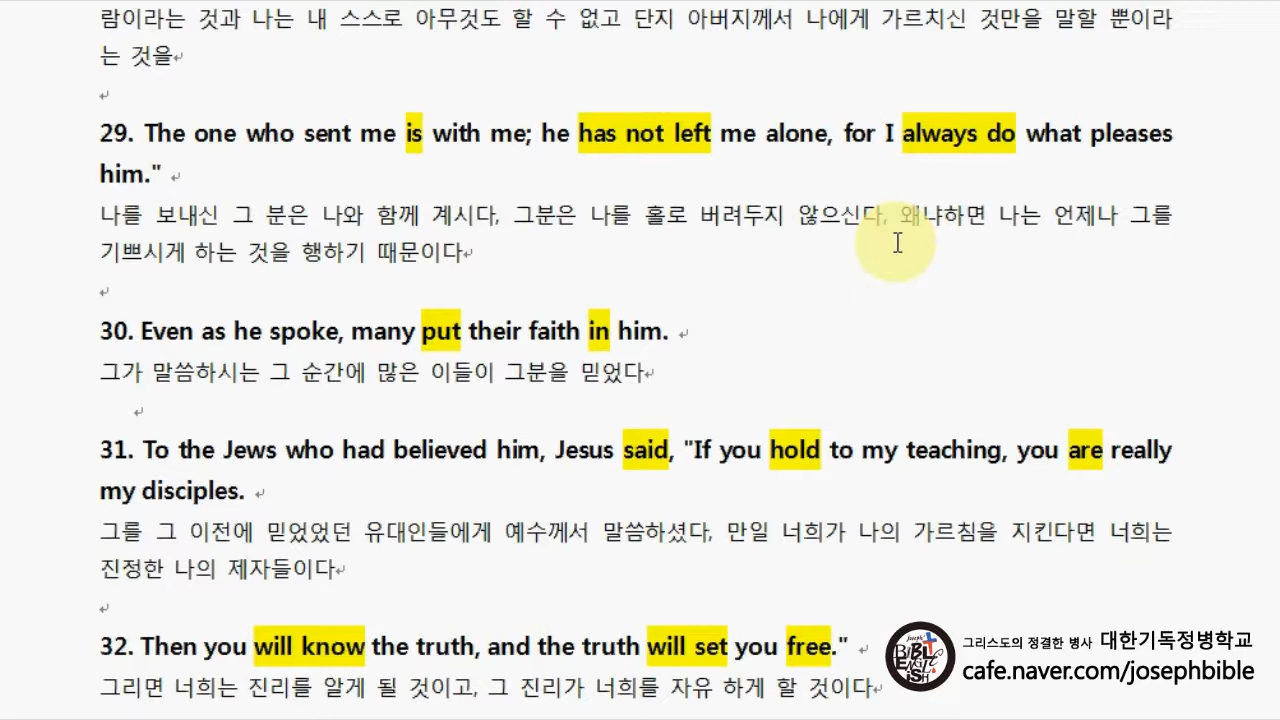 람이라는 것과 나는 내 스스로 아무것도 할 수 없고 단지 아버지께서 나에게 가르치신 것만을 말할 뿐이라
는 것을
29. The one who sent me is with me; he has not left me alone, for I always do what pleases
him."
나를 보내신 그 분은 나와 함께 계시다, 그분은 나를 홀로 버려두지 않으신다, 왜냐하면 나는 언제나 그를
기쁘시게 하는 것을 행하기 때문이다
30. Even as he spoke, many put their faith in him.
그가 말씀하시는 그 순간에 많은 이들이 그분을 믿었다
31. To the Jews who had believed him, Jesus said, "If you hold to my teaching, you are really
my disciples.
그를 그 이전에 믿었었던 유대인들에게 예수께서 말씀하셨다, 만일 너희가 나의 가르침을 지킨다면 너희는
진정한 나의 제자들이다
32. Then you will know the truth, and the truth will set you free."
그리면 너희는 진리를 알게 될 것이고, 그 진리가 너희를 자유 하게 할 것이다
Joseph'
BIBLE
ENGLISH
그리스도의 정결한 병사 대한기독정병학교
cafe.naver.com/josephbible